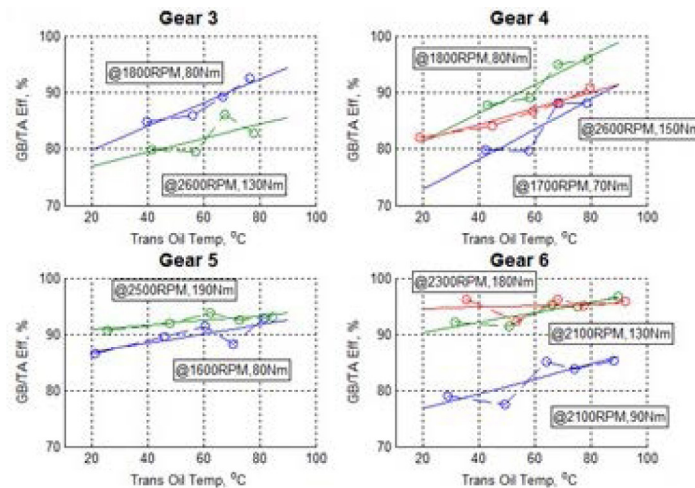 Gear 3
Gear 4
100
90
80
70
GB/TA Eff, %
@1800RPM,80Nm
@2600RPM,130Nm
20
40
60
80
100
Trans Oil Temp, ⁰C
100
90
80
70
GB/TA Eff, %
@1800RPM,80Nm
@2600RPM,150Nm
@1700RPM,70Nm
20
40
60
80
100
Trans Oil Temp, ⁰C
Gear 5
Gear 6
100
90
80
70
GB/TA Eff, %
@2500RPM,190Nm
@1600RPM,80Nm
20
40
60
80
100
Trans Oil Temp, ⁰C
100
90
80
70
GB/TA Eff, %
@2300RPM,180Nm
@2100RPM,130Nm
@2100RPM,90Nm
20
40
60
80
100
Trans Oil Temp, ⁰C